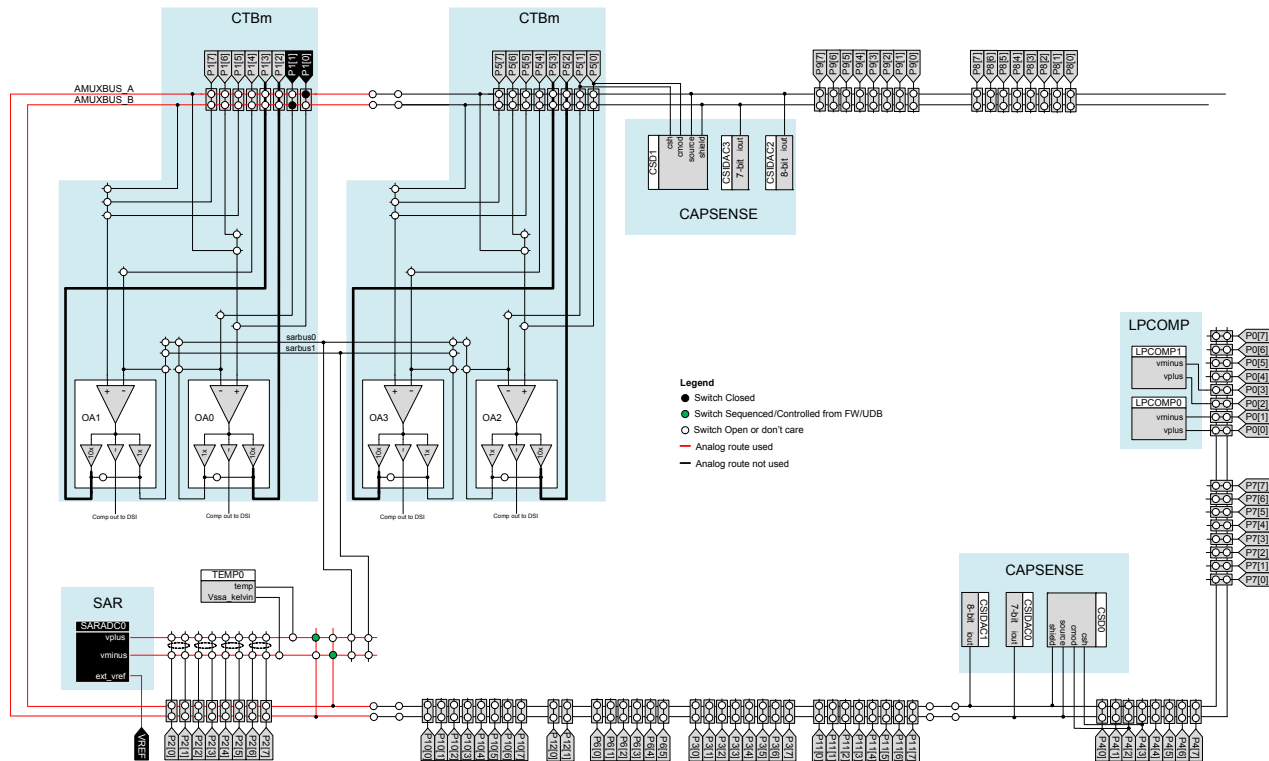 CTBm
CTBm
P1[7]
P1[6]
P1[5]
P1[4]
P1[3]
P1[2]
P1[1]
P1[0]
P5[7]
P5[6]
P5[5]
P5[4]
P5[3]
P5[2]
P5[1]
P5[0]
P9[7]
P9[6]
P9[5]
P9[4]
P9[3]
P9[2]
P9[1]
P9[0]
P8[7]
P8[6]
P8[5]
P8[4]
P8[3]
P8[2]
P8[1]
P8[0]
AMUXBUS_A
AMUXBUS_B
CSD1
csh
cmod
source
shield
CSIDAC3
7-bit
iout
CSIDAC2
8-bit
iout
CAPSENSE
sarbus0
sarbus1
+
-
-
+
+
-
-
+
OA1
OA0
OA3
OA2
10x
-
1x
1x
-
10x
10x
-
1x
1x
-
10x
Comp out to DSI
Comp out to DSI
Comp out to DSI
Comp out to DSI
Legend
Switch Closed
Switch Sequenced/Controlled from FW/UDB
Switch Open or don't care
Analog route used
Analog route not used
LPCOMP
LPCOMP1
vminus
vplus
LPCOMP0
vminus
vplus
P0[7]
P0[6]
P0[5]
P0[4]
P0[3]
P0[2]
P0[1]
P0[0]
P7[7]
P7[6]
P7[5]
P7[4]
P7[3]
P7[2]
P7[1]
P7[0]
TEMP0
temp
Vssa_kelvin
SAR
SARADC0
vplus
vminus
ext_vref
CAPSENSE
CSIDAC1
8-bit
iout
CSIDAC0
7-bit
iout
CSD0
shield
source
cmod
csh
VREF
P2[0]
P2[1]
P2[2]
P2[3]
P2[4]
P2[5]
P2[6]
P2[7]
P10[0]
P10[1]
P10[2]
P10[3]
P10[4]
P10[5]
P10[6]
P10[7]
P12[0]
P12[1]
P6[0]
P6[1]
P6[2]
P6[3]
P6[4]
P6[5]
P3[0]
P3[1]
P3[2]
P3[3]
P3[4]
P3[5]
P3[6]
P3[7]
P11[0]
P11[1]
P11[2]
P11[3]
P11[4]
P11[5]
P11[6]
P11[7]
P4[0]
P4[1]
P4[2]
P4[3]
P4[4]
P4[5]
P4[6]
P4[7]